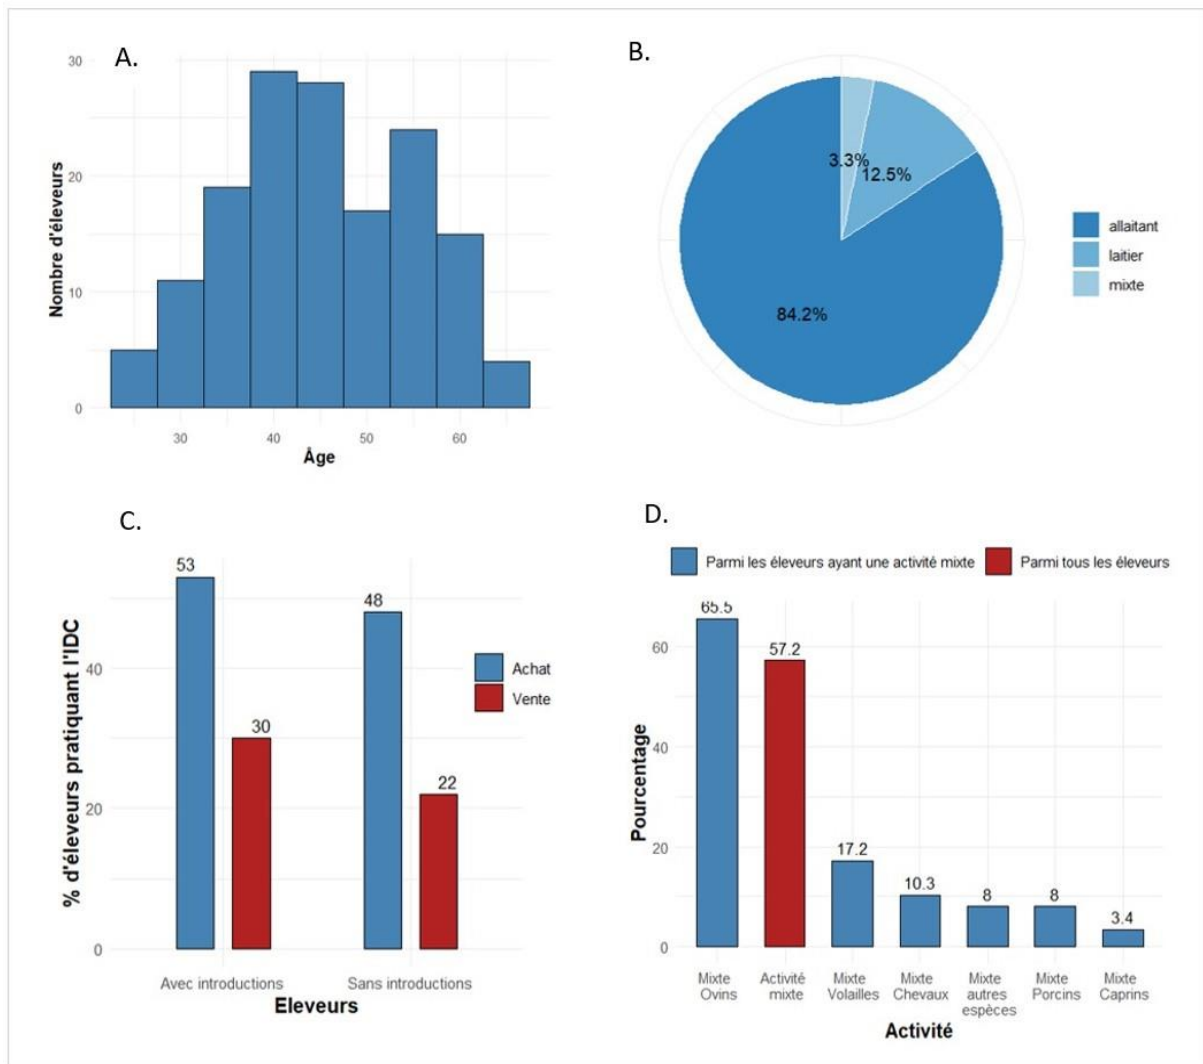 A.
30
20
10
0
Nombre d'éleveurs
30 40 50 60
Âge
B.
3.3%
12.5%
84.2%
allaitant
laitier
mixte
C.
53
48
30
22
40
20
0
% d'éleveurs pratiquant l'IDC
Achat
Vente
Avec introductions Sans introductions
Eleveurs
D.
Parmi les éleveurs ayant une activité mixte Parmi tous les éleveurs
65.5
57.2
17.2
10.3
8
8
3.4
60
40
20
0
Pourcentage
Mixte Activité Mixte Mixte Mixte Mixte Mixte
Ovins mixte Volailles Chevaux autres Porcins Caprins
espèces
Activité